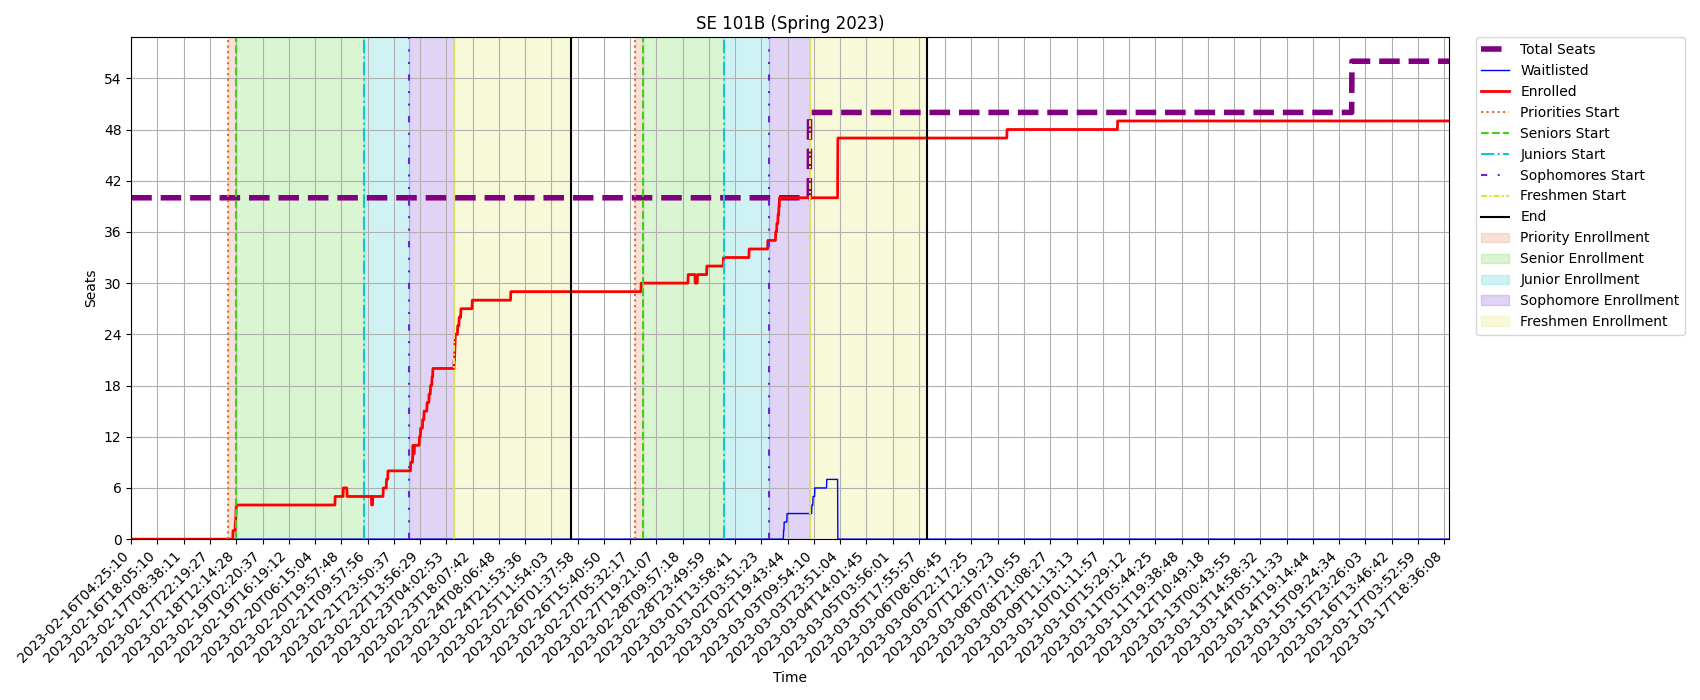 SE 101B (Spring 2023)
Seats
54
48
42
36
30
24
18
12
6
0
2023-02-16T04:25:10
2023-02-16T18:05:10
2023-02-17T08:38:11
2023-02-17T22:19:27
2023-02-18T12:14:28
2023-02-19T02:20:37
2023-02-19T16:19:12
2023-02-20T06:15:04
2023-02-20T19:57:48
2023-02-21T09:57:56
2023-02-21T23:50:37
2023-02-22T13:56:29
2023-02-23T04:02:53
2023-02-23T18:07:42
2023-02-24T08:06:48
2023-02-24T21:53:36
2023-02-25T11:54:03
2023-02-26T01:37:58
2023-02-26T15:40:50
2023-02-27T05:32:17
2023-02-27T19:21:07
2023-02-28T09:57:18
2023-02-28T23:49:59
2023-03-01T13:58:41
2023-03-02T03:51:23
2023-03-02T19:43:44
2023-03-03T09:54:10
2023-03-03T23:51:04
2023-03-04T14:01:45
2023-03-05T03:56:01
2023-03-05T17:55:57
2023-03-06T08:06:45
2023-03-06T22:17:25
2023-03-07T12:19:23
2023-03-08T07:10:55
2023-03-08T21:08:27
2023-03-09T11:13:13
2023-03-10T01:11:57
2023-03-10T15:29:12
2023-03-11T05:44:25
2023-03-11T19:38:48
2023-03-12T10:49:18
2023-03-13T00:43:55
2023-03-13T14:58:32
2023-03-14T05:11:33
2023-03-14T19:14:44
2023-03-15T09:24:34
2023-03-15T23:26:03
2023-03-16T13:46:42
2023-03-17T03:52:59
2023-03-17T18:36:08
Time
Total Seats
Waitlisted
Enrolled
Priorities Start
Seniors Start
Juniors Start
Sophomores Start
Freshmen Start
End
Priority Enrollment
Senior Enrollment
Junior Enrollment
Sophomore Enrollment
Freshmen Enrollment